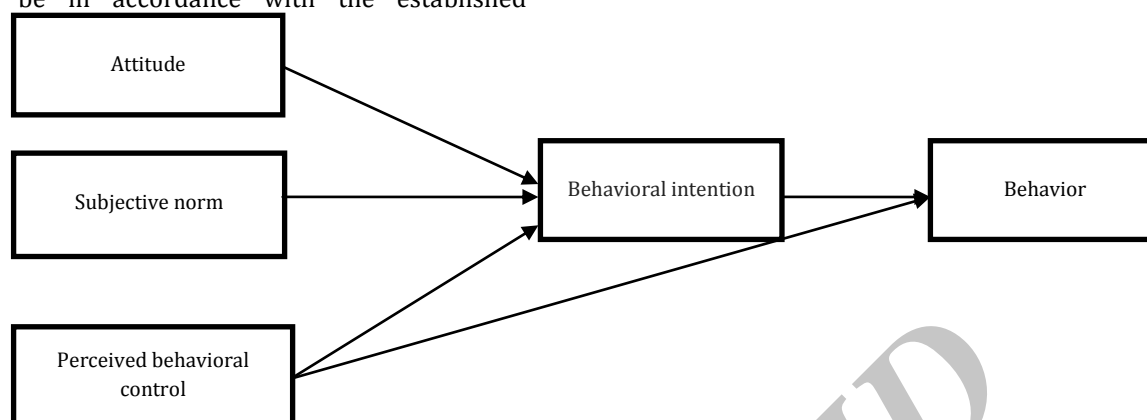 be in accordance with the established
Attitude
Subjective norm
Behavioral intention
Behavior
Perceived behavioral
control